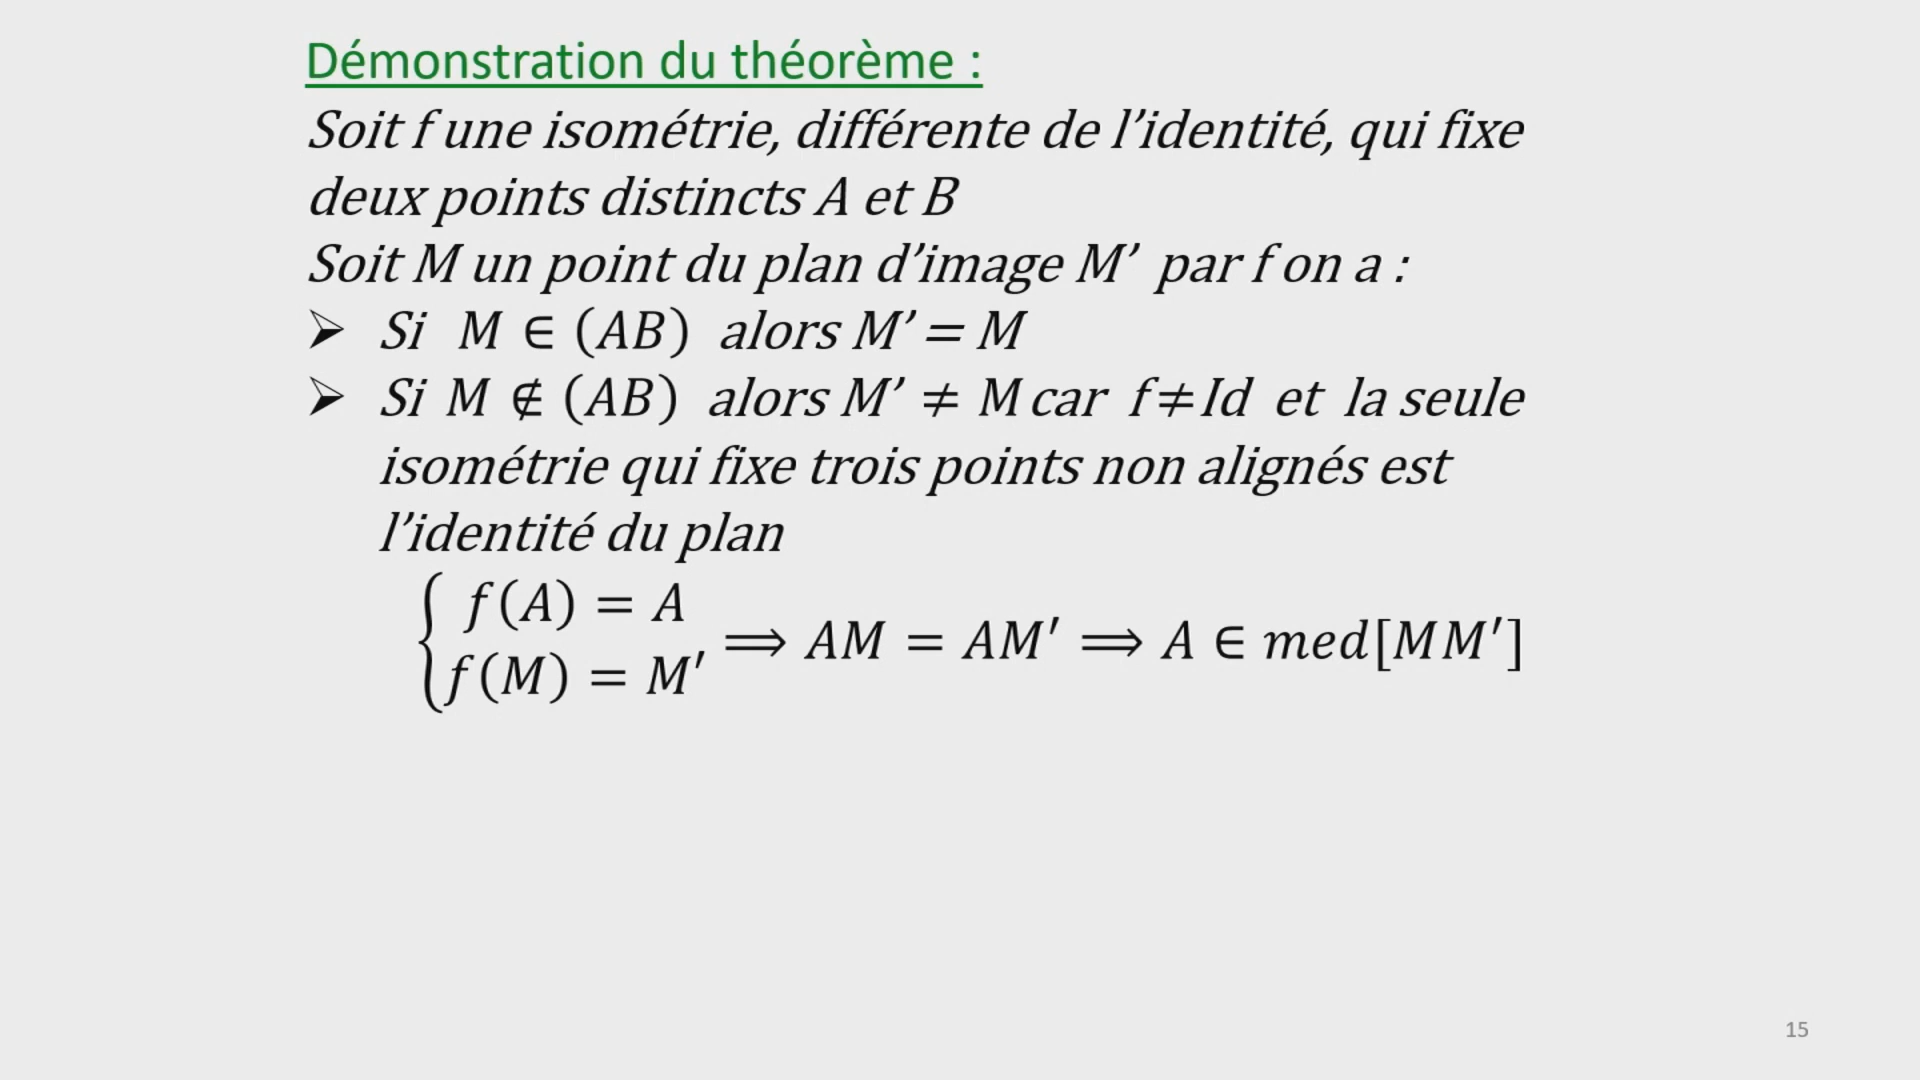 Démonstration du théorème :
Soit f une isométrie, différente de l’identité, qui fixe
deux points distincts A et B
Soit M un point du plan d’image M’ par f on a :
➢ Si M ∈ (AB) alors M’ = M
➢ Si M ∉ (AB) alors M’ ≠ M car f ≠ Id et la seule
isométrie qui fixe trois points non alignés est
l’identité du plan
{ f(A) = A
f(M) = M′ ⟹ AM = AM′ ⟹ A ∈ med[MM′]
15